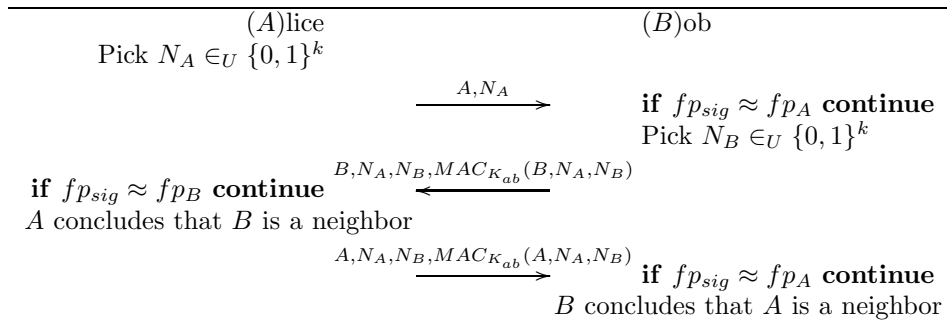 (A)lice (B)ob
Pick N_A ∈_U {0, 1}^k
A,N_A
if fp_sig ≈ fp_A continue
Pick N_B ∈_U {0, 1}^k
B,N_A,N_B,MAC_{K_ab}(B,N_A,N_B)
if fp_sig ≈ fp_B continue
A concludes that B is a neighbor
A,N_A,N_B,MAC_{K_ab}(A,N_A,N_B)
if fp_sig ≈ fp_A continue
B concludes that A is a neighbor